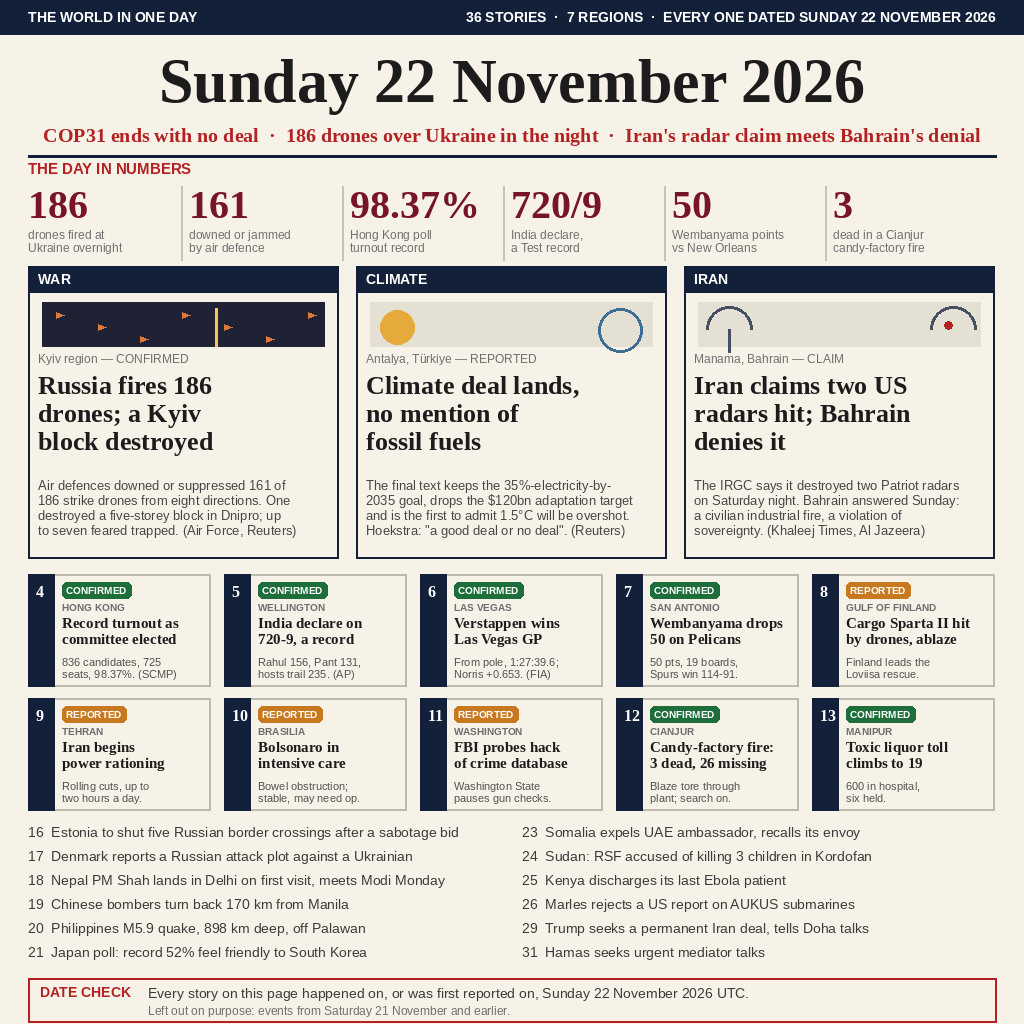 THE WORLD IN ONE DAY
36 STORIES · 7 REGIONS · EVERY ONE DATED SUNDAY 22 NOVEMBER 2026
Sunday 22 November 2026
COP31 ends with no deal · 186 drones over Ukraine in the night · Iran's radar claim meets Bahrain's denial
THE DAY IN NUMBERS
186
drones fired at
Ukraine overnight
161
downed or jammed
by air defence
98.37%
Hong Kong poll
turnout record
720/9
India declare,
a Test record
50
Wembanyama points
vs New Orleans
3
dead in a Cianjur
candy-factory fire
WAR
Kyiv region — CONFIRMED
Russia fires 186
drones; a Kyiv
block destroyed
Air defences downed or suppressed 161 of
186 strike drones from eight directions. One
destroyed a five-storey block in Dnipro; up
to seven feared trapped. (Air Force, Reuters)
CLIMATE
Antalya, Türkiye — REPORTED
Climate deal lands,
no mention of
fossil fuels
The final text keeps the 35%-electricity-by-
2035 goal, drops the $120bn adaptation target
and is the first to admit 1.5°C will be overshot.
Hoekstra: "a good deal or no deal". (Reuters)
IRAN
Manama, Bahrain — CLAIM
Iran claims two US
radars hit; Bahrain
denies it
The IRGC says it destroyed two Patriot radars
on Saturday night. Bahrain answered Sunday:
a civilian industrial fire, a violation of
sovereignty. (Khaleej Times, Al Jazeera)
4
CONFIRMED
HONG KONG
Record turnout as
committee elected
836 candidates, 725
seats, 98.37%. (SCMP)
5
CONFIRMED
WELLINGTON
India declare on
720-9, a record
Rahul 156, Pant 131,
hosts trail 235. (AP)
6
CONFIRMED
LAS VEGAS
Verstappen wins
Las Vegas GP
From pole, 1:27:39.6;
Norris +0.653. (FIA)
7
CONFIRMED
SAN ANTONIO
Wembanyama drops
50 on Pelicans
50 pts, 19 boards,
Spurs win 114-91.
8
REPORTED
GULF OF FINLAND
Cargo Sparta II hit
by drones, ablaze
Finland leads the
Loviisa rescue.
9
REPORTED
TEHRAN
Iran begins
power rationing
Rolling cuts, up to
two hours a day.
10
REPORTED
BRASILIA
Bolsonaro in
intensive care
Bowel obstruction;
stable, may need op.
11
REPORTED
WASHINGTON
FBI probes hack
of crime database
Washington State
pauses gun checks.
12
CONFIRMED
CIANJUR
Candy-factory fire:
3 dead, 26 missing
Blaze tore through
plant; search on.
13
CONFIRMED
MANIPUR
Toxic liquor toll
climbs to 19
600 in hospital,
six held.
16 Estonia to shut five Russian border crossings after a sabotage bid
17 Denmark reports a Russian attack plot against a Ukrainian
18 Nepal PM Shah lands in Delhi on first visit, meets Modi Monday
19 Chinese bombers turn back 170 km from Manila
20 Philippines M5.9 quake, 898 km deep, off Palawan
21 Japan poll: record 52% feel friendly to South Korea
23 Somalia expels UAE ambassador, recalls its envoy
24 Sudan: RSF accused of killing 3 children in Kordofan
25 Kenya discharges its last Ebola patient
26 Marles rejects a US report on AUKUS submarines
29 Trump seeks a permanent Iran deal, tells Doha talks
31 Hamas seeks urgent mediator talks
DATE CHECK
Every story on this page happened on, or was first reported on, Sunday 22 November 2026 UTC.
Left out on purpose: events from Saturday 21 November and earlier.